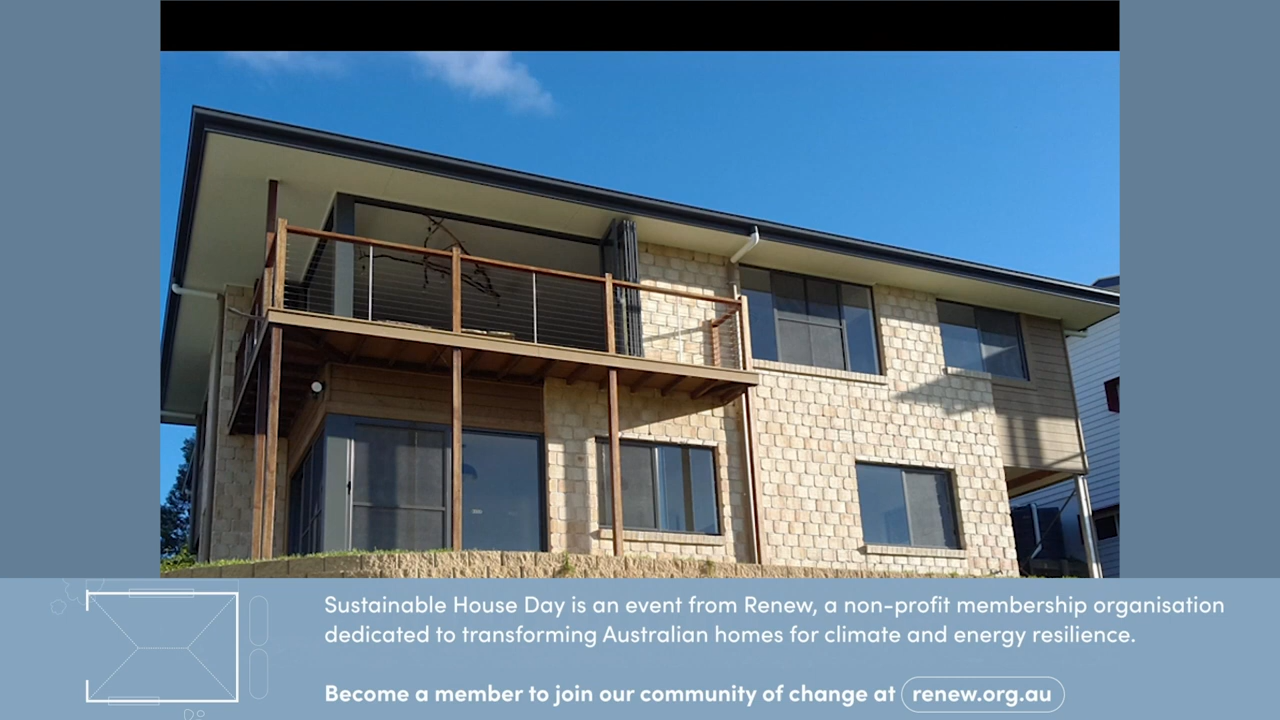 Sustainable House Day is an event from Renew, a non-profit membership organisation
dedicated to transforming Australian homes for climate and energy resilience.
Become a member to join our community of change at renew.org.au